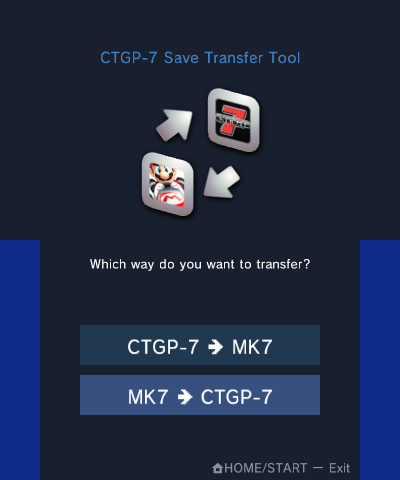 CTGP-7 Save Transfer Tool
7
Which way do you want to transfer?
CTGP-7 → MK7
MK7 → CTGP-7
HOME/START — Exit